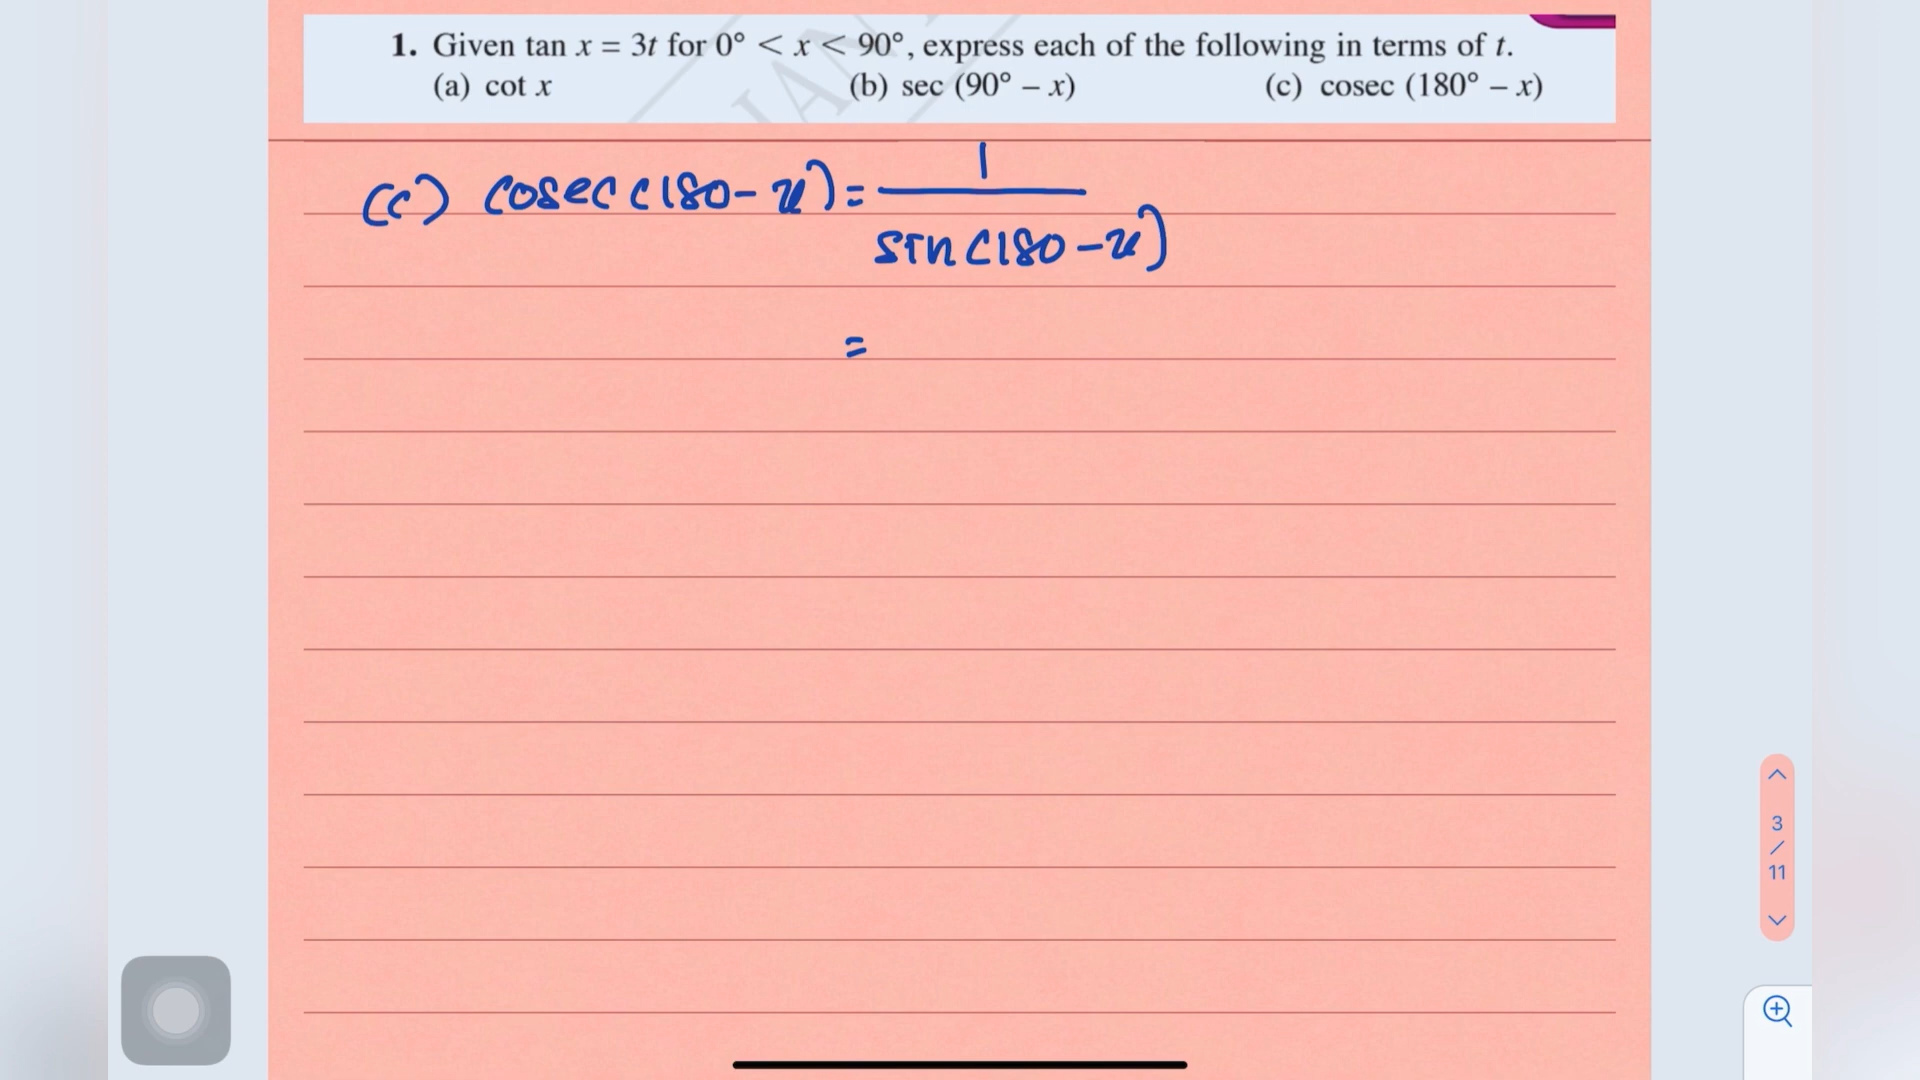 1. Given tan x = 3t for 0° < x < 90°, express each of the following in terms of t.
(a) cot x (b) sec (90° – x) (c) cosec (180° – x)
(c) cosec (180 - x) = 1
sin (180 - x)
=
3
/
11